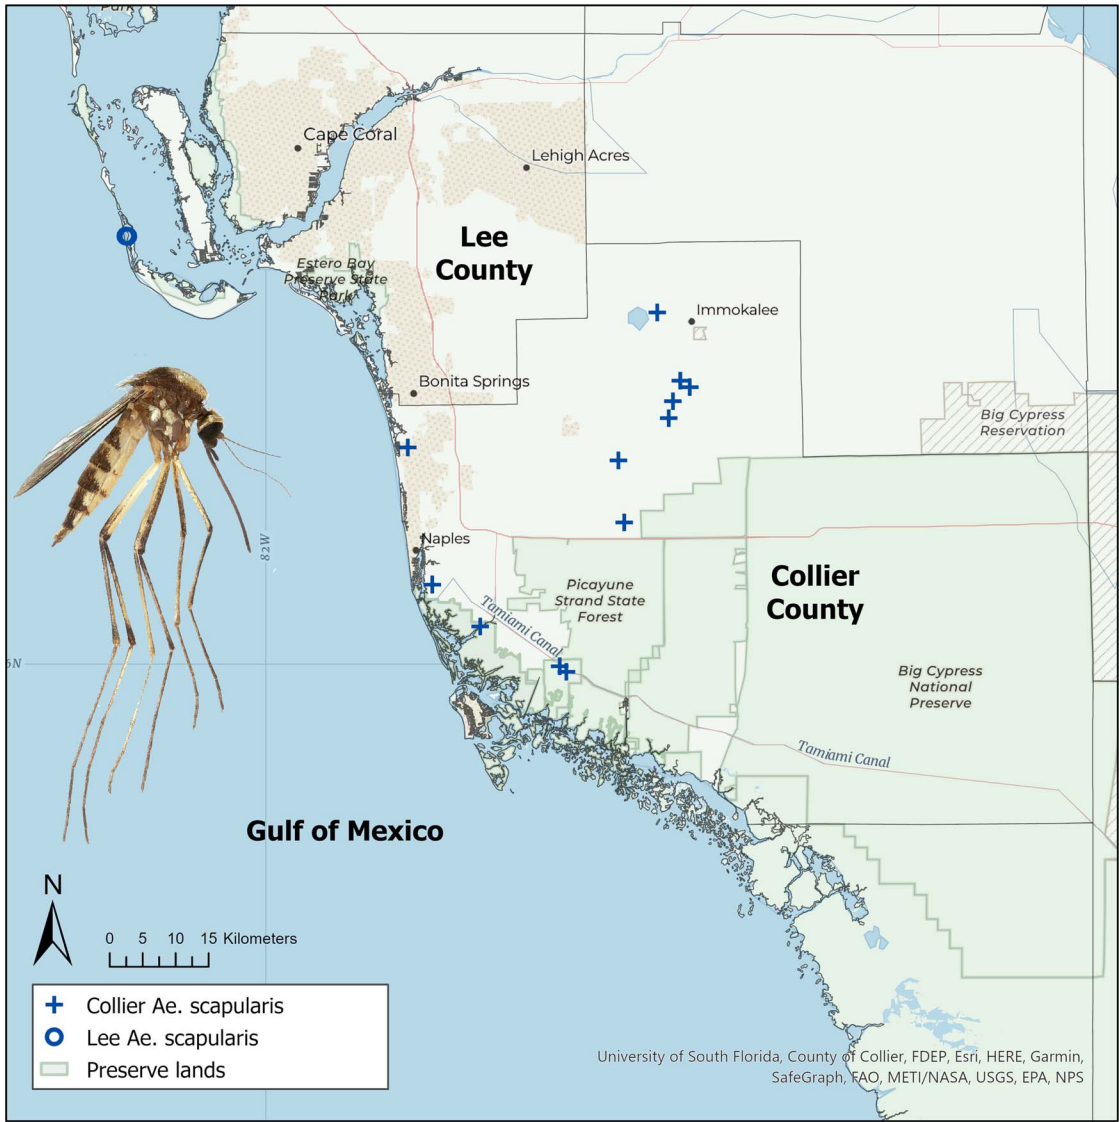 Park
Cape Coral
Lehigh Acres
Lee
County
Estero Bay
Preserve State
Park
Immokalee
Bonita Springs
Big Cypress
Reservation
82W
Naples
Picayune
Strand State
Forest
Collier
County
Tamiami Canal
5N
Big Cypress
National
Preserve
Tamiami Canal
Gulf of Mexico
N
0 5 10 15 Kilometers
Collier Ae. scapularis
Lee Ae. scapularis
Preserve lands
University of South Florida, County of Collier, FDEP, Esri, HERE, Garmin,
SafeGraph, FAO, METI/NASA, USGS, EPA, NPS